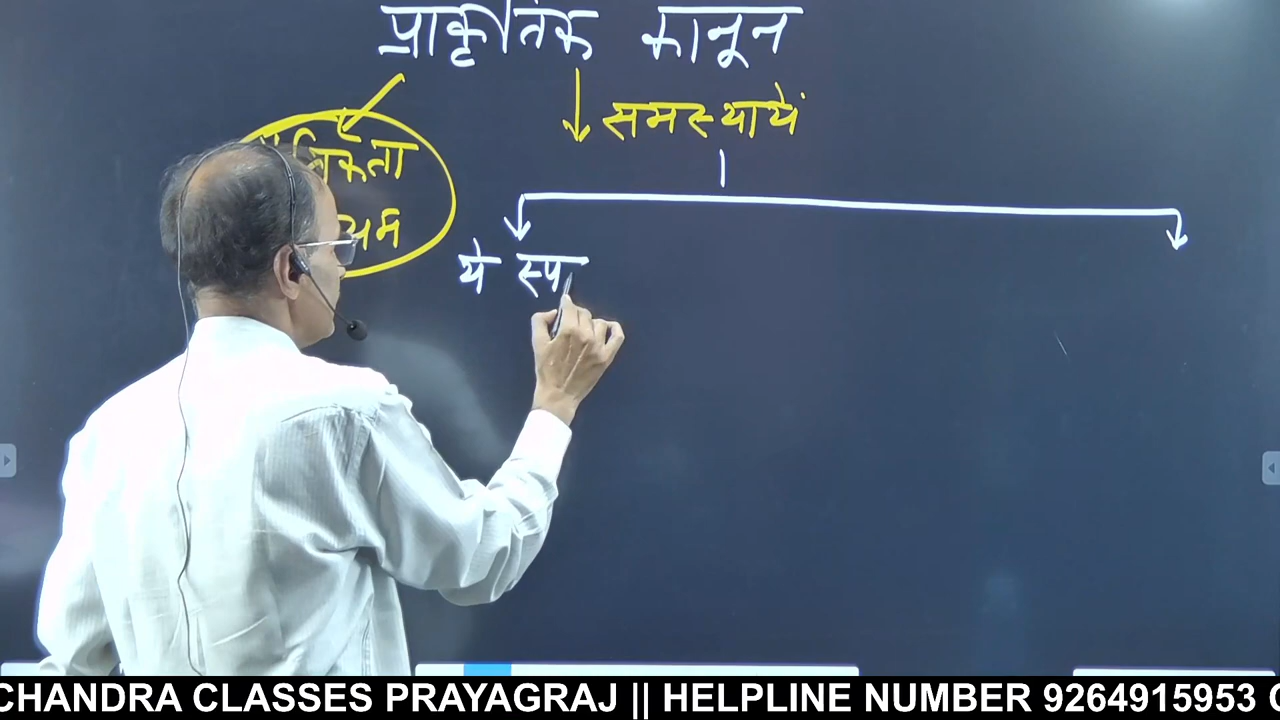 प्राकृतिक कानून
समस्यायें
ये स्प
CHANDRA CLASSES PRAYAGRAJ || HELPLINE NUMBER 9264915953